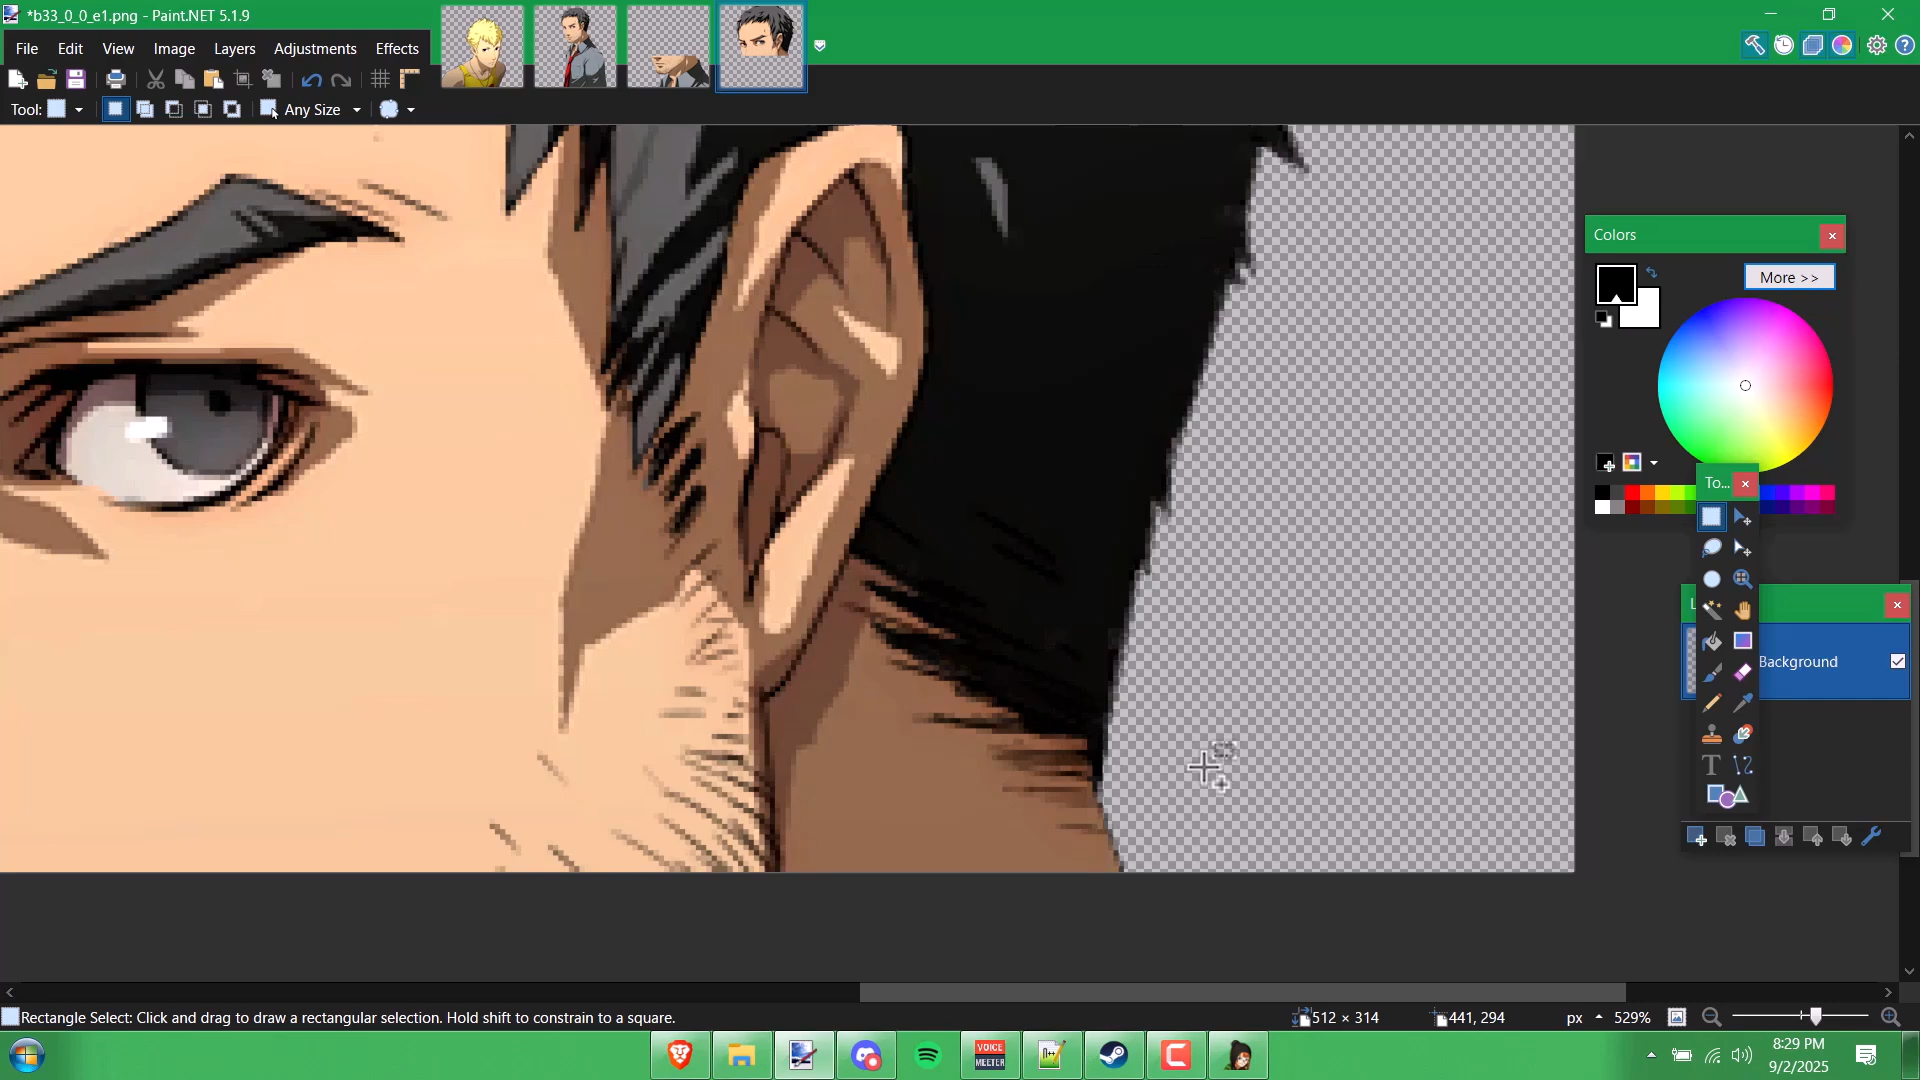 *b33_0_0_e1.png - Paint.NET 5.1.9
File Edit View Image Layers Adjustments Effects
Tool: Any Size
Colors
More >>
To...
L
Background
Rectangle Select: Click and drag to draw a rectangular selection. Hold shift to constrain to a square.
512 × 314
441, 294
px
529%
VOICE
MEETER
8:29 PM
9/2/2025